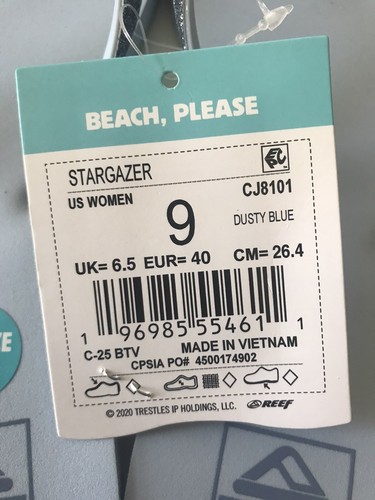 BEACH, PLEASE
STARGAZER
US WOMEN
CJ8101
9
DUSTY BLUE
UK= 6.5 EUR= 40 CM= 26.4
1 96985 55461 1
C-25 BTV
MADE IN VIETNAM
CPSIA PO# 4500174902
© 2020 TRESTLES IP HOLDINGS, LLC. REEF